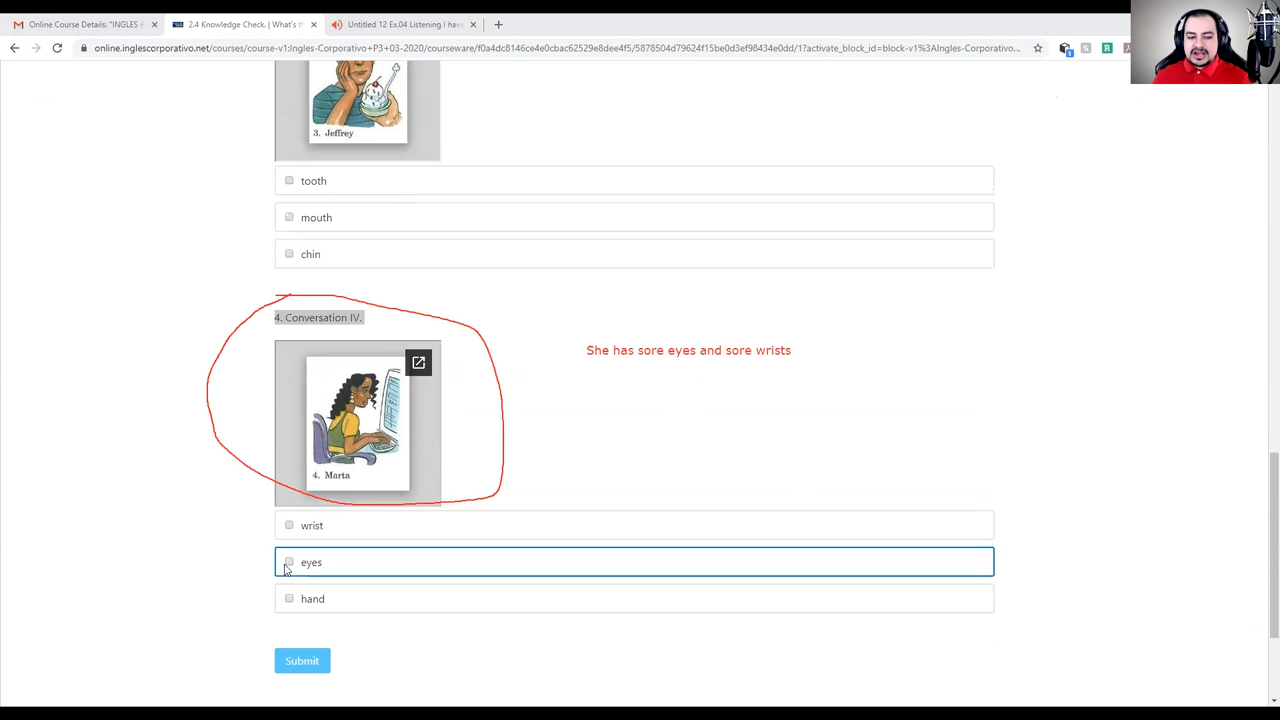 Online Course Details: "INGLES P
2.4 Knowledge Check. | What's th
Untitled 12 Ex.04 Listening I have
online.inglescorporativo.net/courses/course-v1:Ingles-Corporativo+P3+03-2020/courseware/f0a4dc8146ce4e0cbac62529e8dee4f5/5878504d79624f15be0d3ef98434e0dd/1?activate_block_id=block-v1%3AIngles-Corporativo...
3. Jeffrey
tooth
mouth
chin
4. Conversation IV.
She has sore eyes and sore wrists
4. Marta
wrist
eyes
hand
Submit